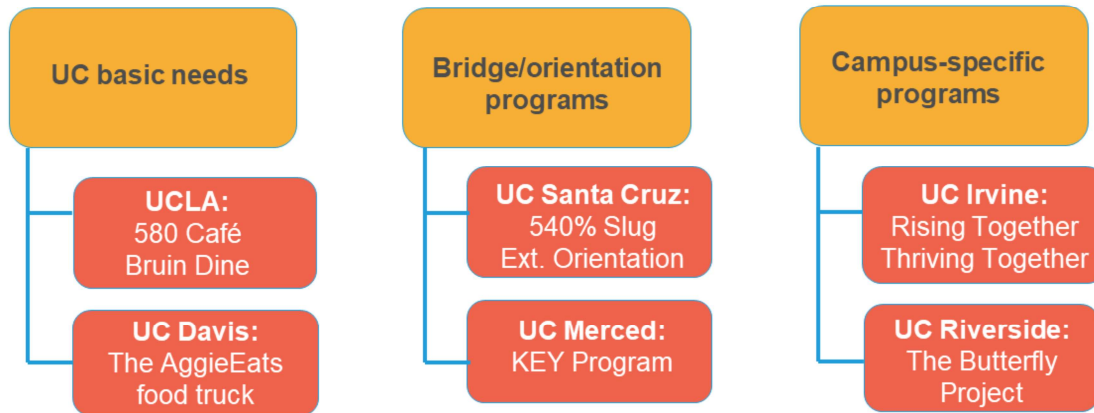 UC basic needs
UCLA:
580 Café
Bruin Dine
UC Davis:
The AggieEats
food truck
Bridge/orientation
programs
UC Santa Cruz:
540% Slug
Ext. Orientation
UC Merced:
KEY Program
Campus-specific
programs
UC Irvine:
Rising Together
Thriving Together
UC Riverside:
The Butterfly
Project